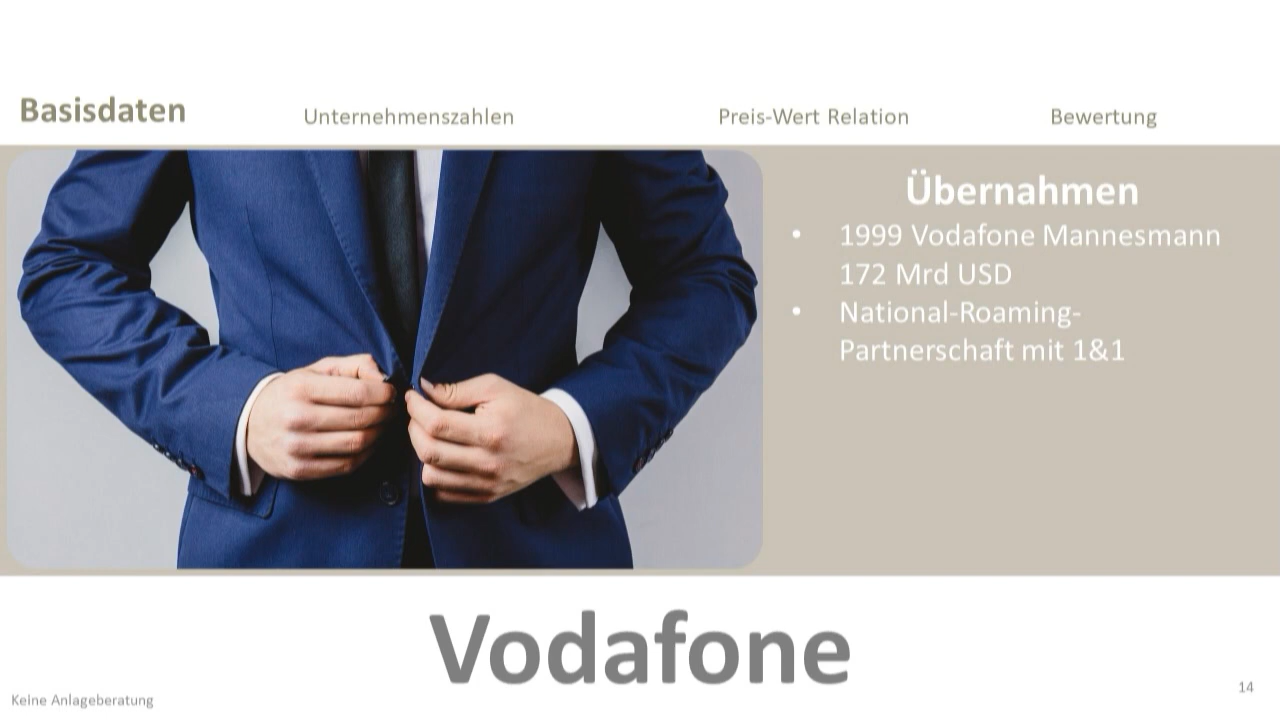 Basisdaten
Unternehmenszahlen
Preis-Wert Relation
Bewertung
Übernahmen
• 1999 Vodafone Mannesmann
172 Mrd USD
• National-Roaming-
Partnerschaft mit 1&1
Vodafone
Keine Anlageberatung
14